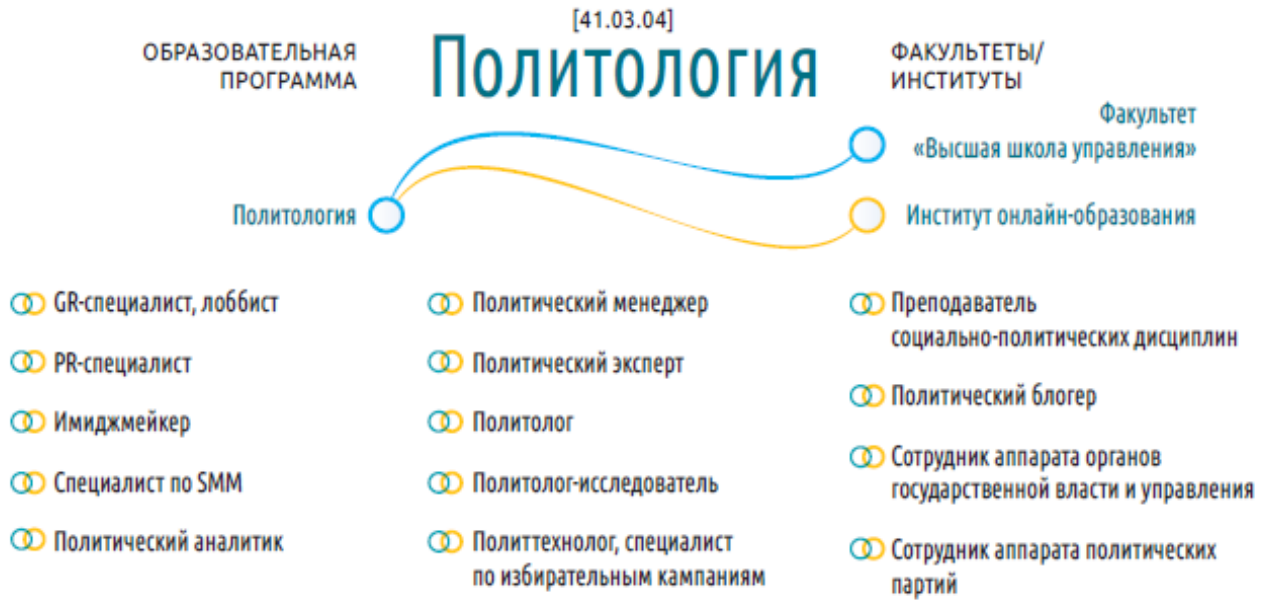 [41.03.04]
ОБРАЗОВАТЕЛЬНАЯ
ПРОГРАММА
Политология
ФАКУЛЬТЕТЫ/
ИНСТИТУТЫ
Факультет
«Высшая школа управления»
Политология
Институт онлайн-образования
GR-специалист, лоббист
PR-специалист
Имиджмейкер
Специалист по SMM
Политический аналитик
Политический менеджер
Политический эксперт
Политолог
Политолог-исследователь
Политтехнолог, специалист
по избирательным кампаниям
Преподаватель
социально-политических дисциплин
Политический блогер
Сотрудник аппарата органов
государственной власти и управления
Сотрудник аппарата политических
партий